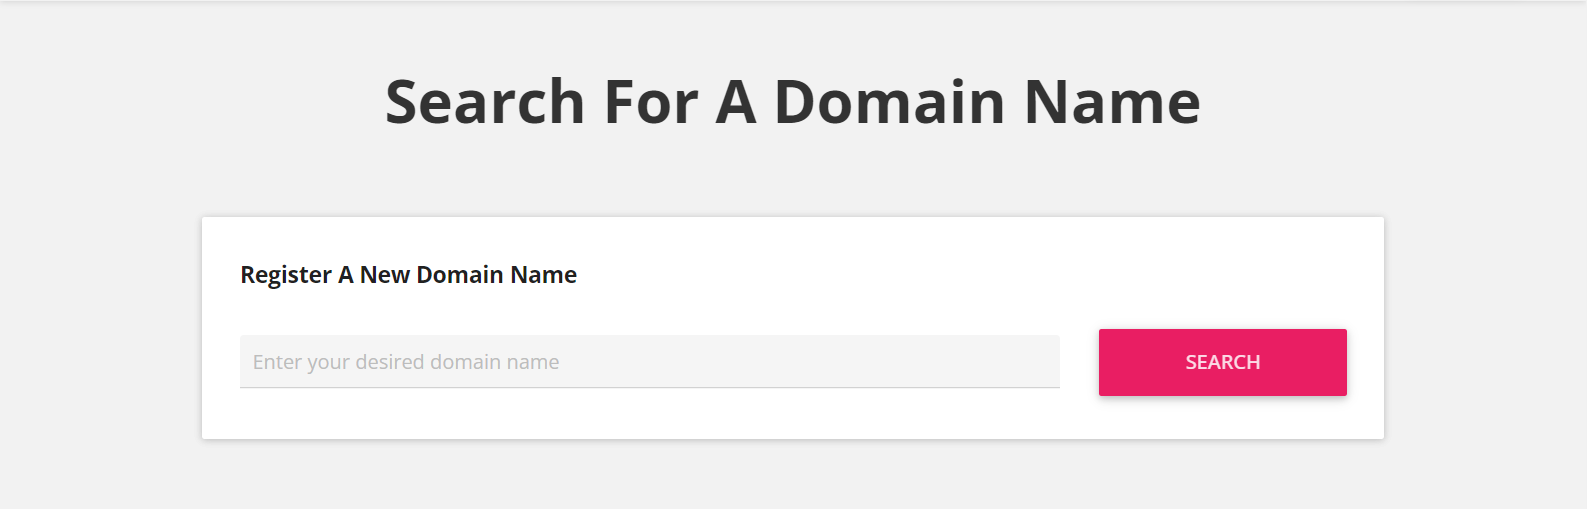 Search For A Domain Name
Register A New Domain Name
Enter your desired domain name
SEARCH